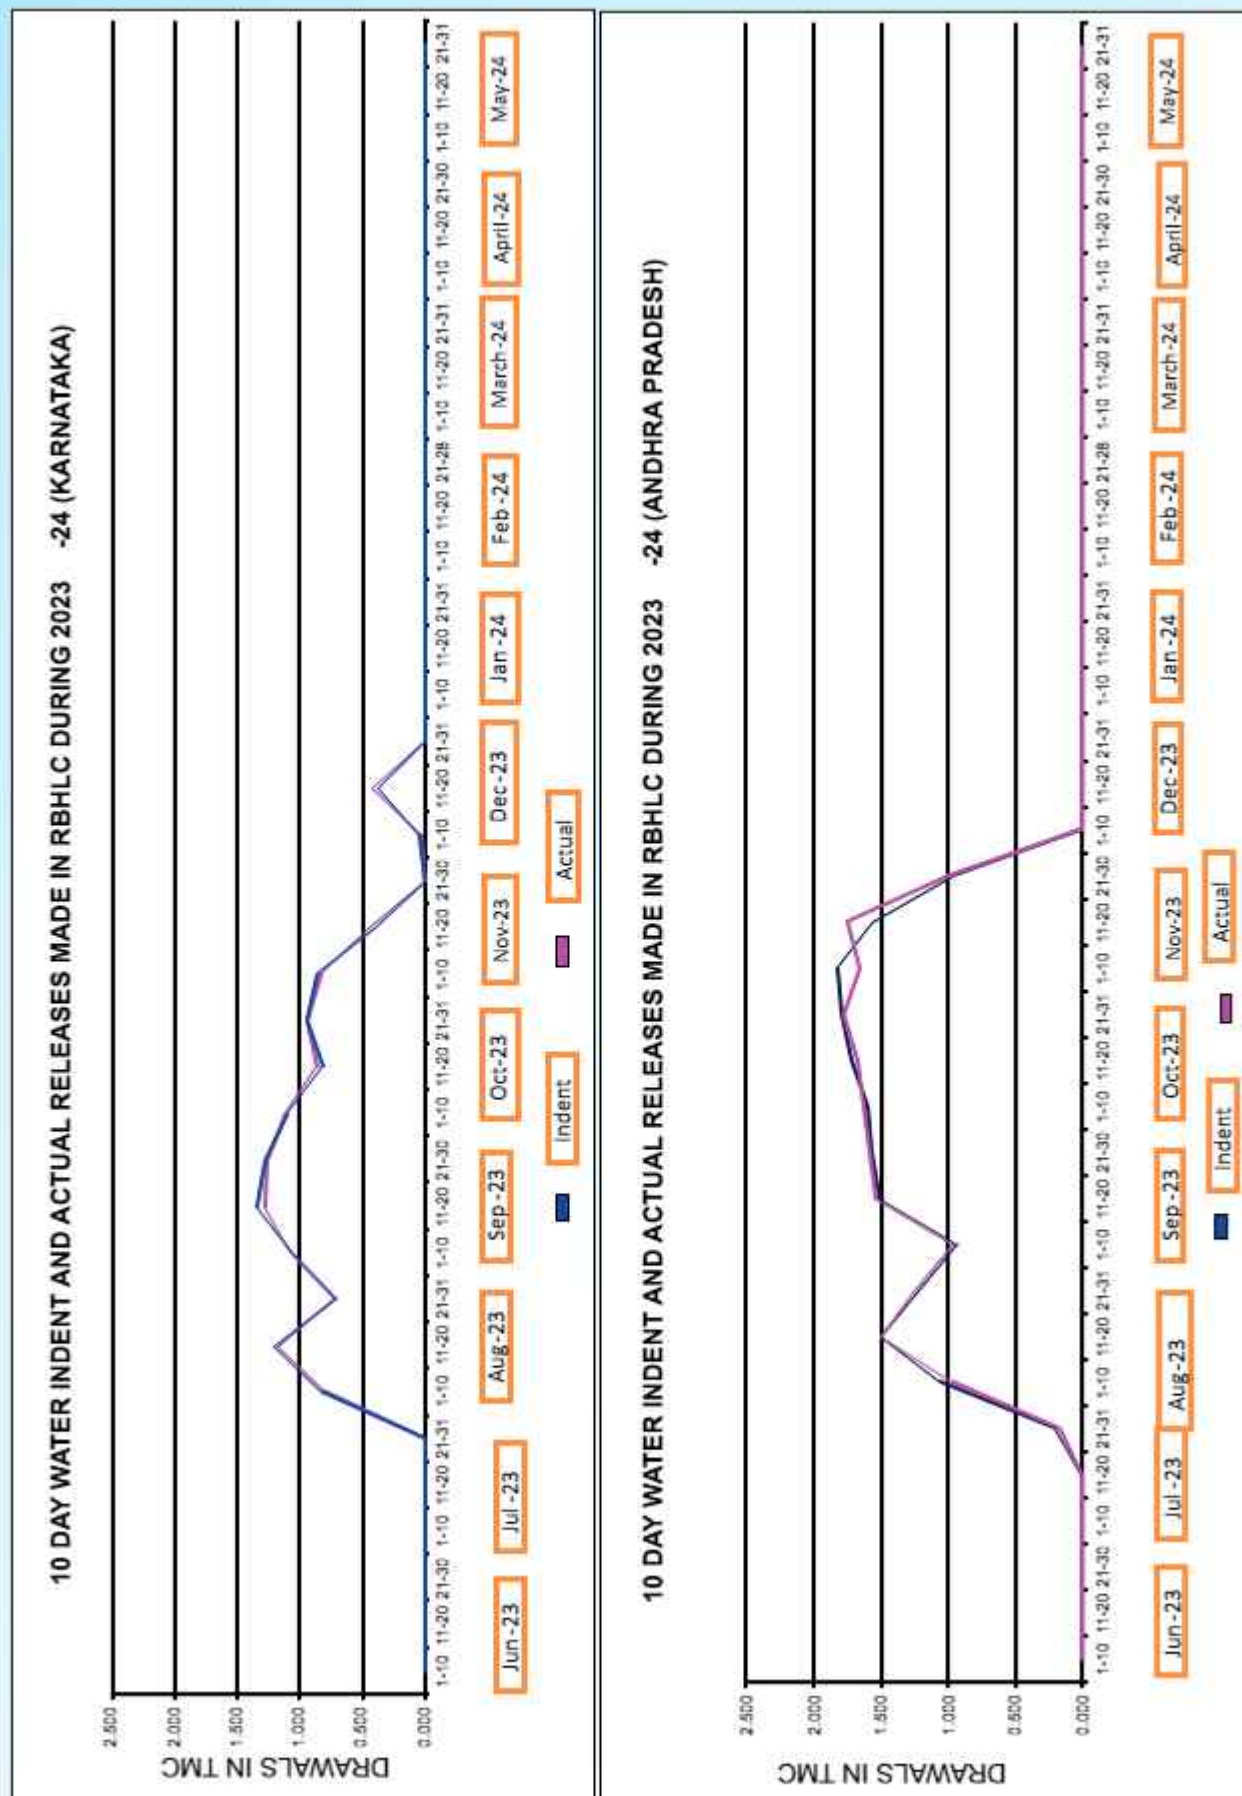 10 DAY WATER INDENT AND ACTUAL RELEASES MADE IN RBHLC DURING 2023 -24 (KARNATAKA)
DRAWALS IN TMC
2.500
2.000
1.500
1.000
0.500
0.000
1-10 11-20 21-30 1-10 11-20 21-31 1-10 11-20 21-31 1-10 11-20 21-30 1-10 11-20 21-31 1-10 11-20 21-30 1-10 11-20 21-31 1-10 11-20 21-31 1-10 11-20 21-28 1-10 11-20 21-31 1-10 11-20 21-30 1-10 11-20 21-31
Jun-23 Jul -23 Aug-23 Sep -23 Oct-23 Nov-23 Dec-23 Jan -24 Feb -24 March-24 April-24 May-24
Indent Actual
10 DAY WATER INDENT AND ACTUAL RELEASES MADE IN RBHLC DURING 2023 -24 (ANDHRA PRADESH)
DRAWALS IN TMC
2.500
2.000
1.500
1.000
0.500
0.000
1-10 11-20 21-30 1-10 11-20 21-31 1-10 11-20 21-31 1-10 11-20 21-30 1-10 11-20 21-31 1-10 11-20 21-30 1-10 11-20 21-31 1-10 11-20 21-31 1-10 11-20 21-28 1-10 11-20 21-31 1-10 11-20 21-30 1-10 11-20 21-31
Jun-23 Jul -23 Aug-23 Sep -23 Oct-23 Nov-23 Dec-23 Jan -24 Feb -24 March-24 April-24 May-24
Indent Actual